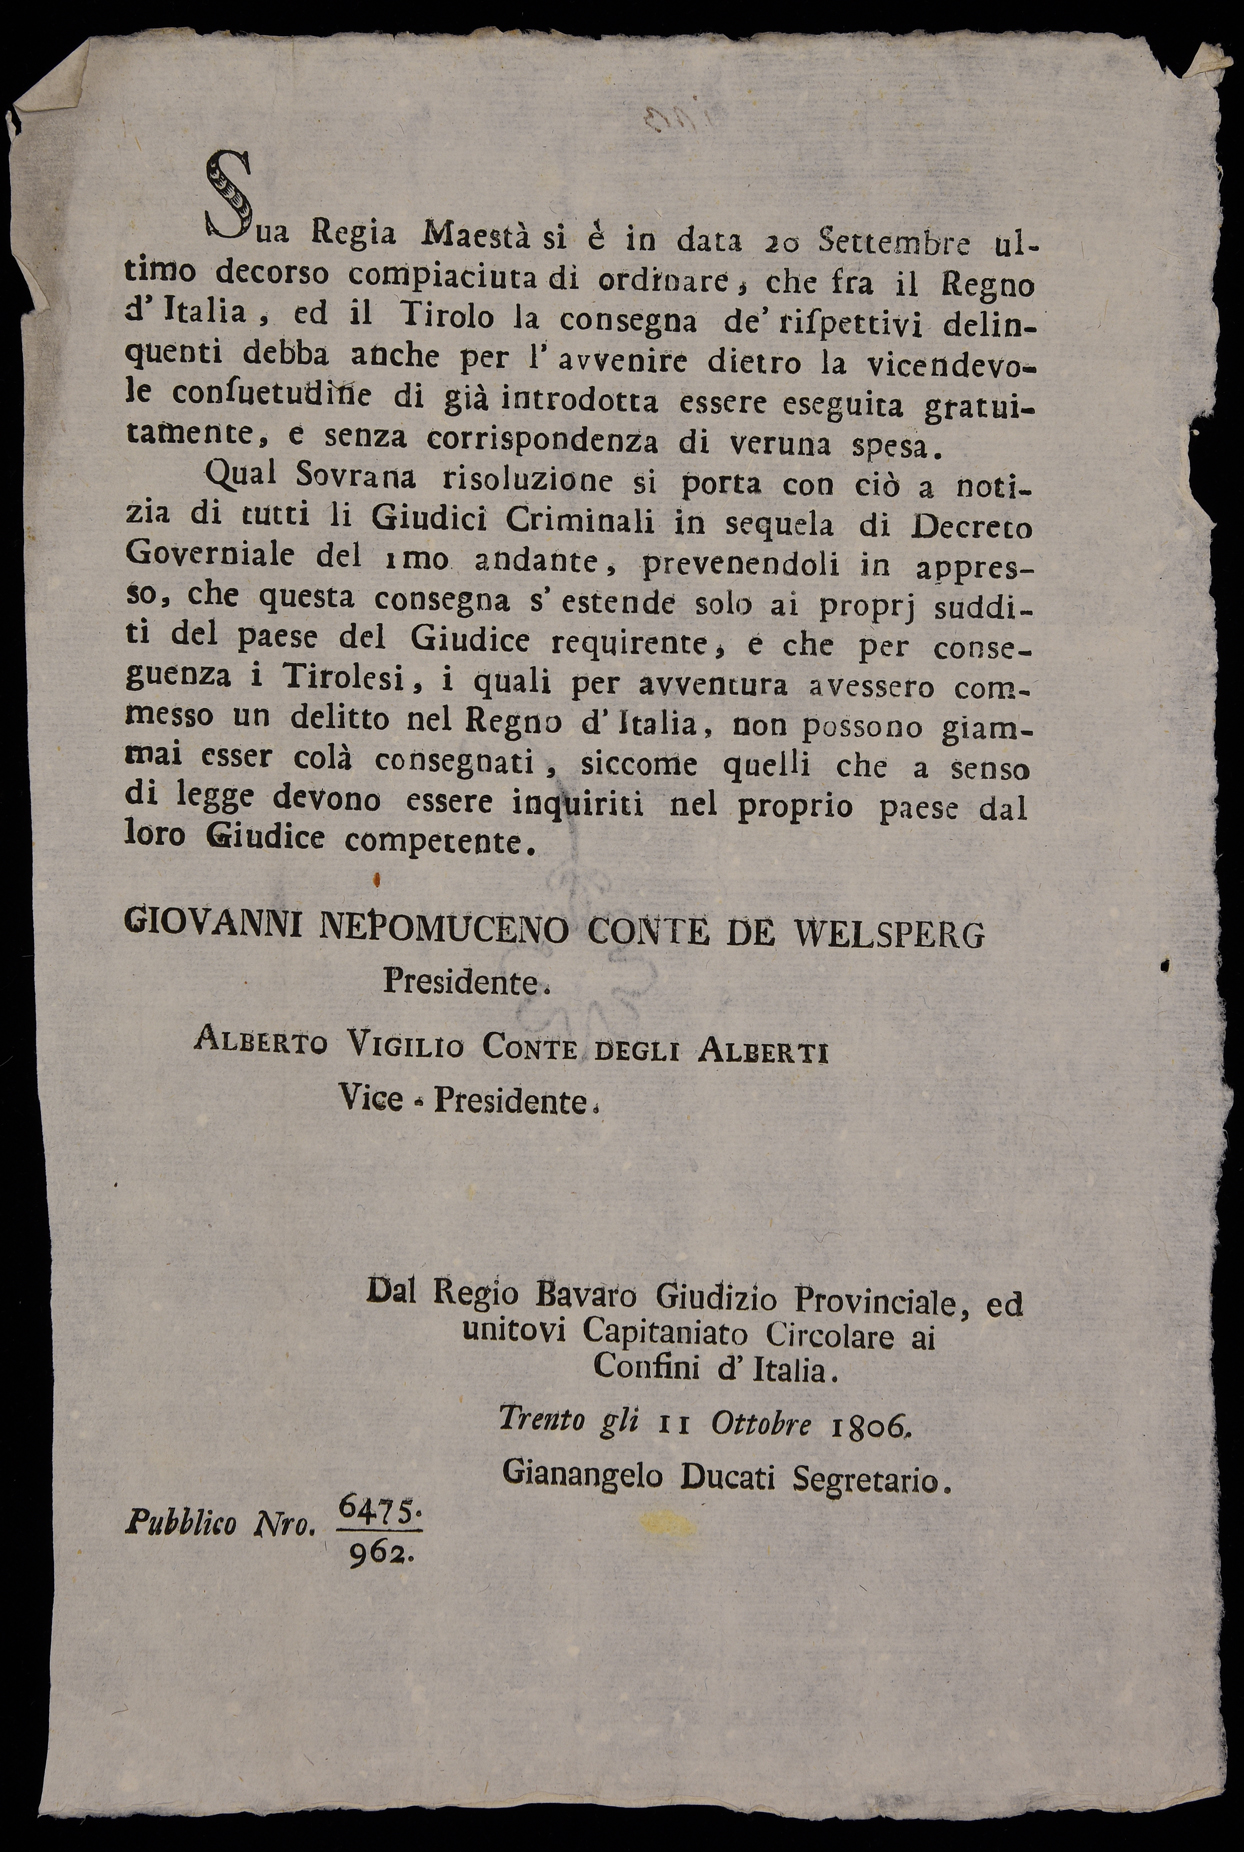 Sua Regia Maestà si è in data 20 Settembre ul-
timo decorso compiaciuta di ordinare, che fra il Regno
d' Italia, ed il Tirolo la consegna de' riſpettivi delin-
quenti debba anche per l' avvenire dietro la vicendevo-
le conſuetudine di già introdotta essere eseguita gratui-
tamente, e senza corrispondenza di veruna spesa.
Qual Sovrana risoluzione si porta con ciò a noti-
zia di tutti li Giudici Criminali in sequela di Decreto
Governiale del 1mo andante, prevenendoli in appres-
so, che questa consegna s' estende solo ai proprj suddi-
ti del paese del Giudice requirente, e che per conse-
guenza i Tirolesi, i quali per avventura avessero com-
messo un delitto nel Regno d' Italia, non possono giam-
mai esser colà consegnati, siccome quelli che a senso
di legge devono essere inquiriti nel proprio paese dal
loro Giudice competente.
GIOVANNI NEPOMUCENO CONTE DE WELSPERG
Presidente.
ALBERTO VIGILIO CONTE DEGLI ALBERTI
Vice - Presidente.
Dal Regio Bavaro Giudizio Provinciale, ed
unitovi Capitaniato Circolare ai
Confini d' Italia.
Trento gli 11 Ottobre 1806.
Gianangelo Ducati Segretario.
Pubblico Nro. 6475.
962.